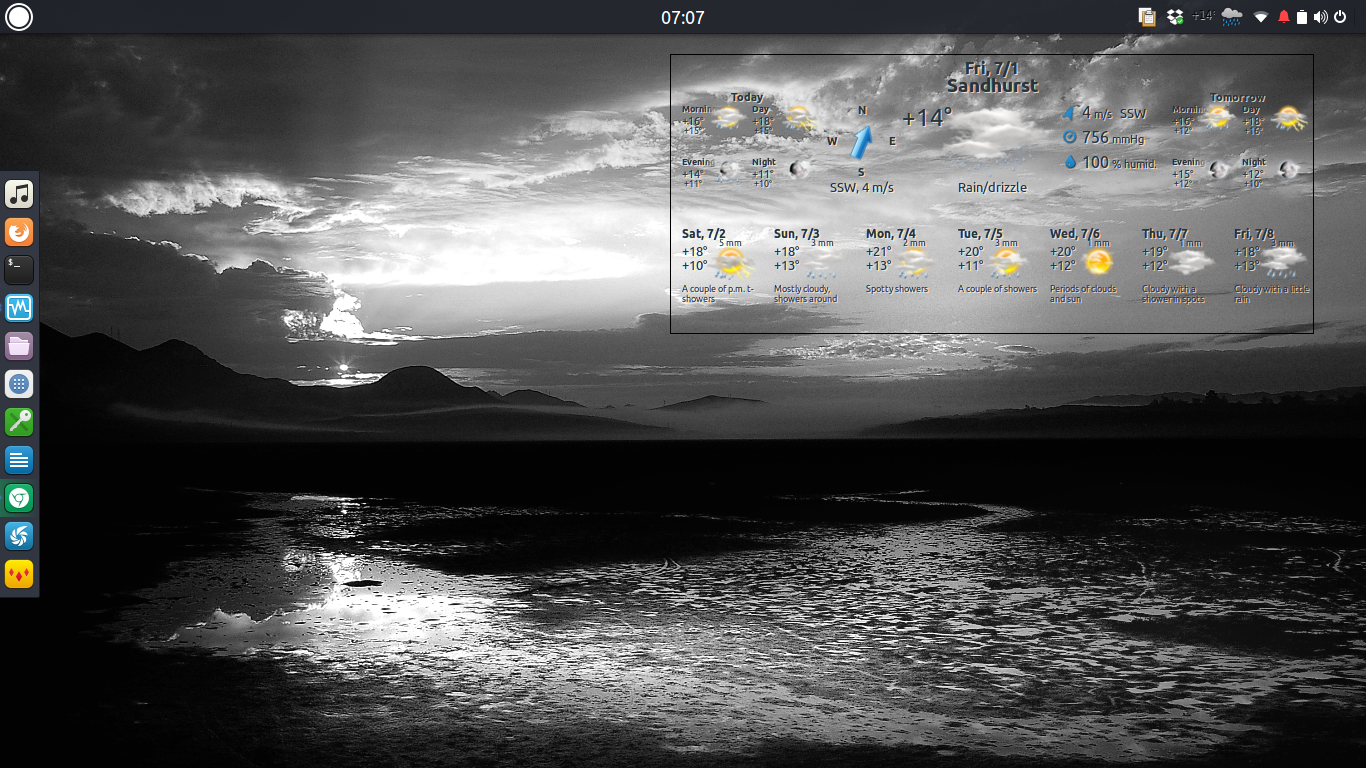 07:07
+14°
Fri, 7/1
Sandhurst
Today
Mornin Day
+16° +18°
+15° +16°
Evening Night
+14° +11°
+11° +10°
N
W E
S
SSW, 4 m/s
+14°
Rain/drizzle
4 m/s SSW
756 mmHg
100 % humid.
Tomorrow
Mornin Day
+16° +18°
+12° +16°
Evening Night
+15° +12°
+12° +10°
Sat, 7/2
5 mm
+18°
+10°
A couple of p.m. t-
showers
Sun, 7/3
3 mm
+18°
+13°
Mostly cloudy,
showers around
Mon, 7/4
2 mm
+21°
+13°
Spotty showers
Tue, 7/5
3 mm
+20°
+11°
A couple of showers
Wed, 7/6
1 mm
+20°
+12°
Periods of clouds
and sun
Thu, 7/7
1 mm
+19°
+12°
Cloudy with a
shower in spots
Fri, 7/8
3 mm
+18°
+13°
Cloudy with a little
rain
$_